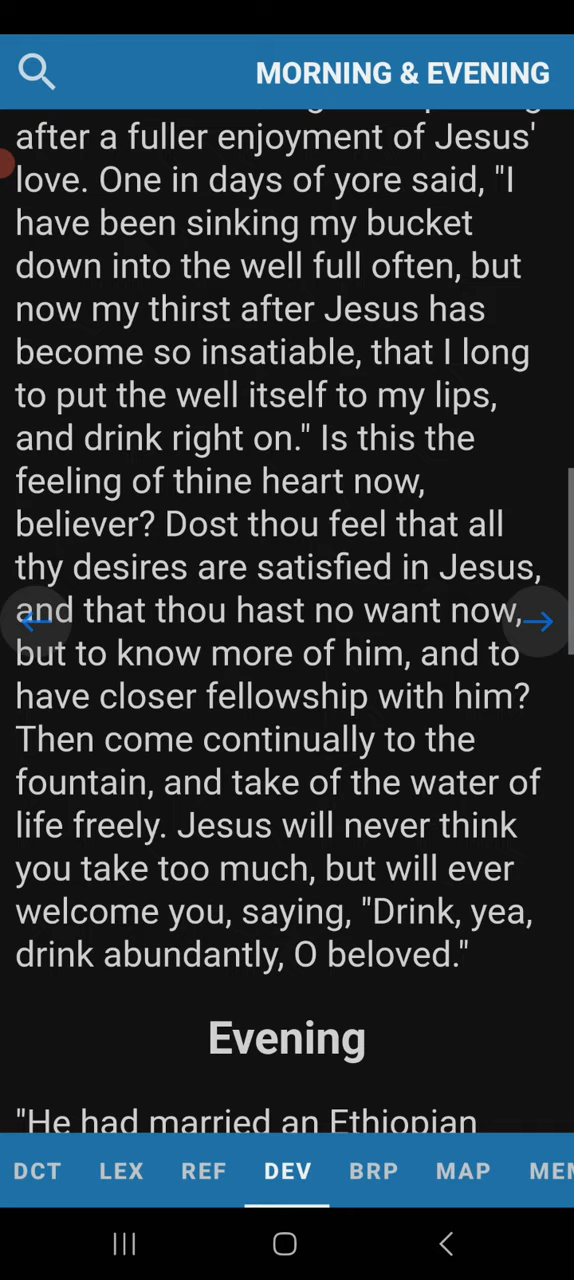 MORNING & EVENING
after a fuller enjoyment of Jesus'
love. One in days of yore said, "I
have been sinking my bucket
down into the well full often, but
now my thirst after Jesus has
become so insatiable, that I long
to put the well itself to my lips,
and drink right on." Is this the
feeling of thine heart now,
believer? Dost thou feel that all
thy desires are satisfied in Jesus,
and that thou hast no want now,
but to know more of him, and to
have closer fellowship with him?
Then come continually to the
fountain, and take of the water of
life freely. Jesus will never think
you take too much, but will ever
welcome you, saying, "Drink, yea,
drink abundantly, O beloved."
Evening
"He had married an Ethiopian
DCT LEX REF DEV BRP MAP MEM